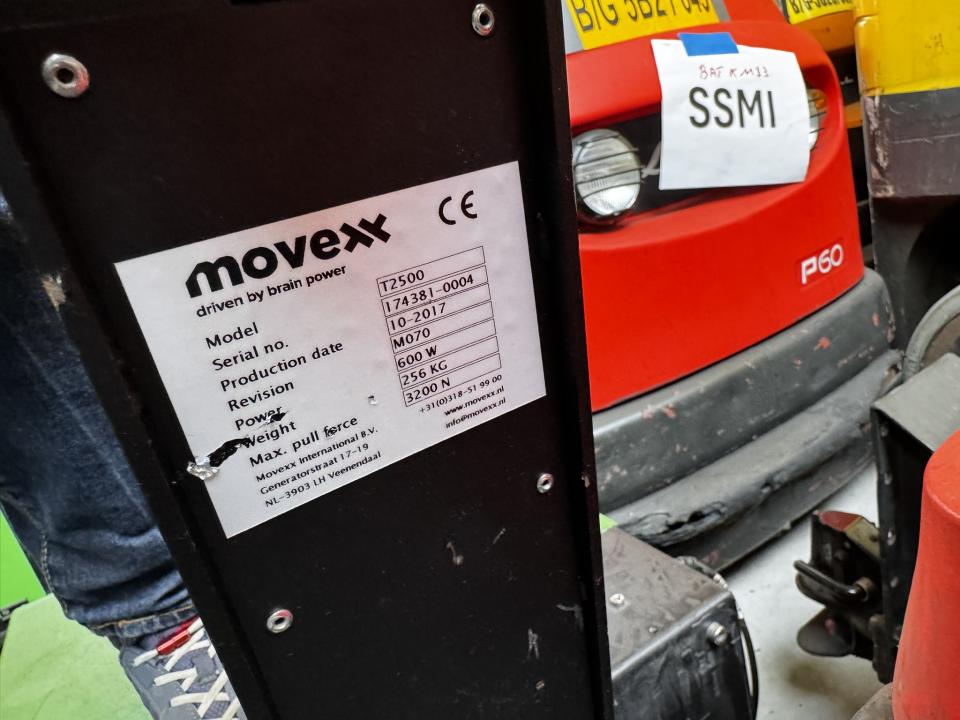 movexx
CE
driven by brain power
Model T2500
Serial no. 174381-0004
Production date 10-2017
Revision M070
Power 600 W
Weight 256 KG
Max. pull force 3200 N
Movexx International B.V. +31(0)318-51 99 00
Generatorstraat 17-19 www.movexx.nl
NL-3903 LH Veenendaal info@movexx.nl
BAT KM33
SSMI
P60